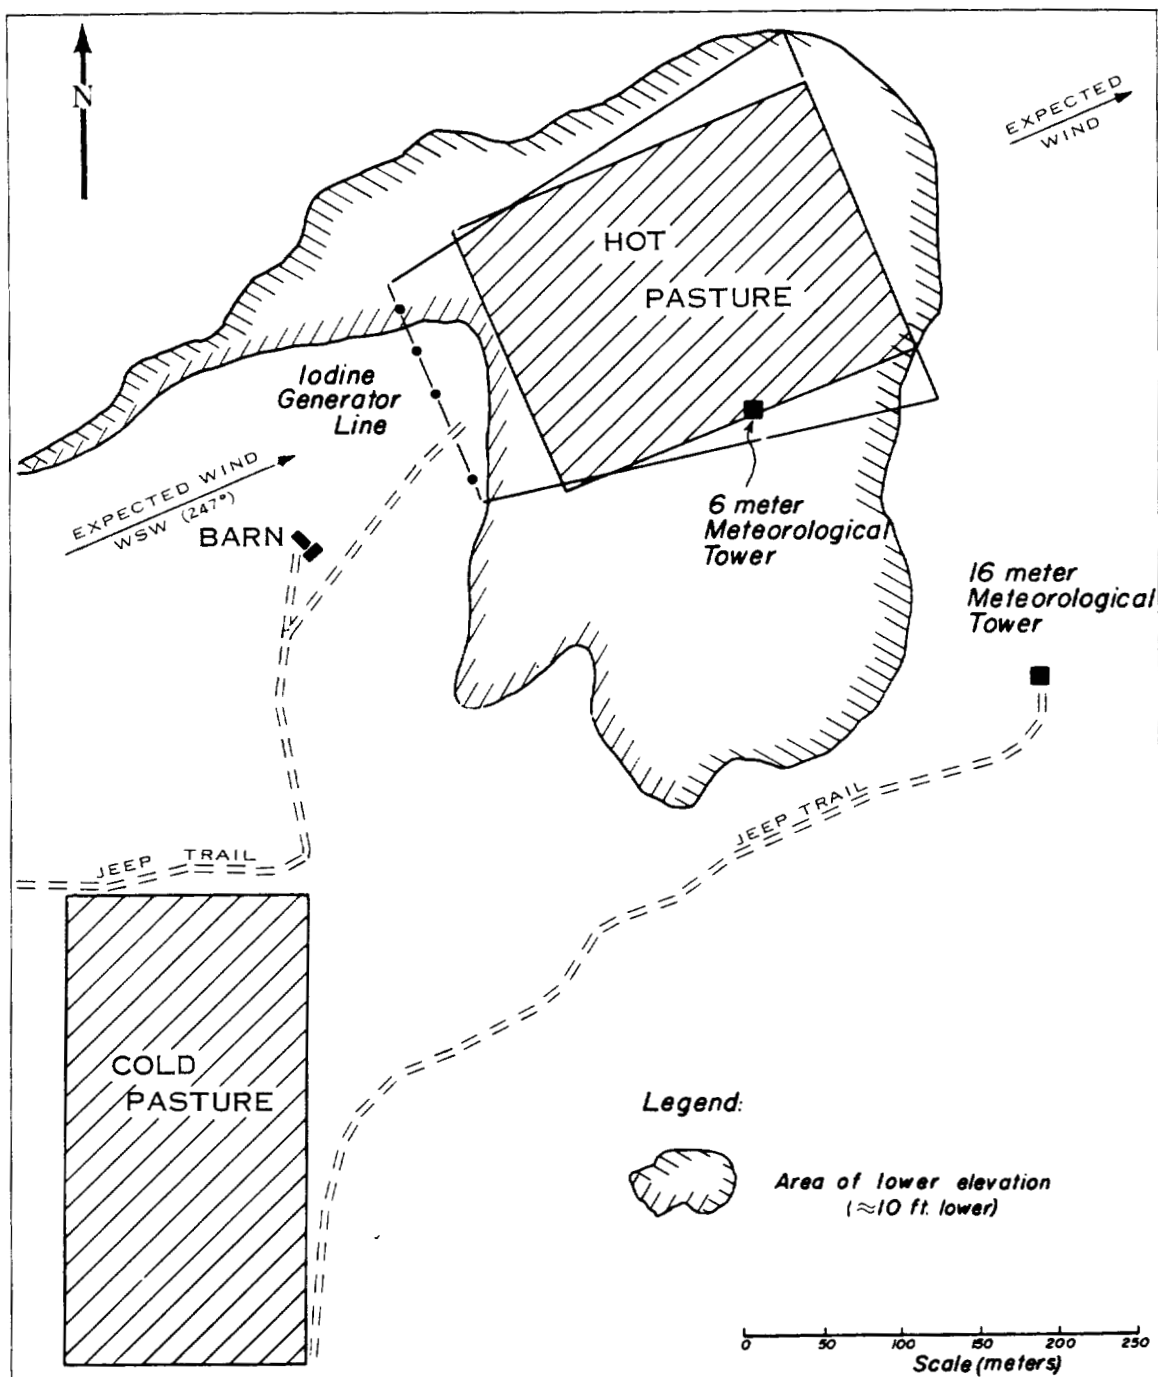 N
EXPECTED
WIND
HOT
PASTURE
Iodine
Generator
Line
EXPECTED WIND
WSW (247°)
BARN
6 meter
Meteorological
Tower
16 meter
Meteorological
Tower
JEEP TRAIL
JEEP TRAIL
COLD
PASTURE
Legend:
Area of lower elevation
(≈10 ft. lower)
0 50 100 150 200 250
Scale (meters)